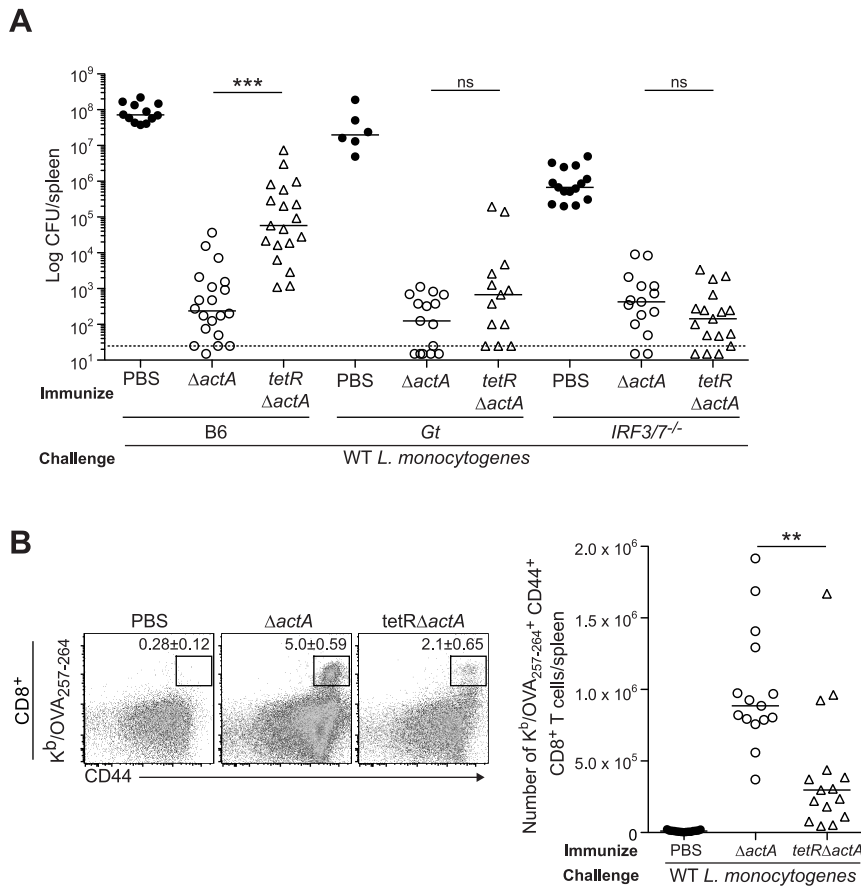 A
Log CFU/spleen
10⁹
10⁸
10⁷
10⁶
10⁵
10⁴
10³
10²
10¹
***
ns
ns
Immunize
PBS
ΔactA
tetR
ΔactA
PBS
ΔactA
tetR
ΔactA
PBS
ΔactA
tetR
ΔactA
B6
Gt
IRF3/7⁻/⁻
Challenge
WT L. monocytogenes
B
CD8⁺
Kᵇ/OVA₂₅₇₋₂₆₄
PBS
ΔactA
tetRΔactA
0.28±0.12
5.0±0.59
2.1±0.65
CD44
Number of Kᵇ/OVA₂₅₇₋₂₆₄⁺ CD44⁺
CD8⁺ T cells/spleen
2.0 x 10⁶
1.5 x 10⁶
1.0 x 10⁶
5.0 x 10⁵
0
**
Immunize
PBS
ΔactA
tetRΔactA
Challenge
WT L. monocytogenes